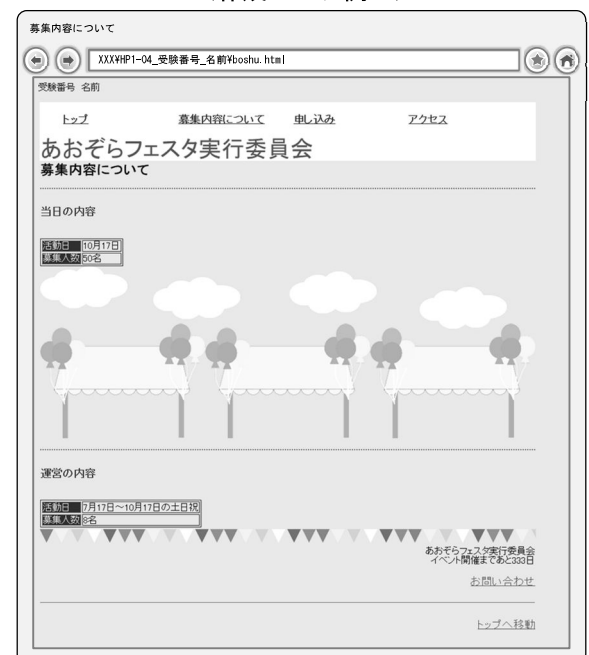 募集内容について
XXX¥HP1-04_受験番号_名前¥boshu.html
受験番号 名前
トップ 募集内容について 申し込み アクセス
あおぞらフェスタ実行委員会
募集内容について
当日の内容
活動日 10月17日
募集人数 50名
運営の内容
活動日 7月17日～10月17日の土日祝
募集人数 8名
あおぞらフェスタ実行委員会
イベント開催まであと333日
お問い合わせ
トップへ移動